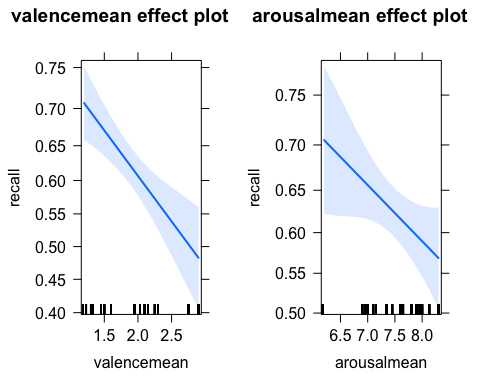 valencemean effect plot
0.75
0.70
0.65
0.60
0.55
0.50
0.45
0.40
recall
1.5 2.0 2.5
valencemean
arousalmean effect plot
0.75
0.70
0.65
0.60
0.55
0.50
recall
6.5 7.0 7.5 8.0
arousalmean